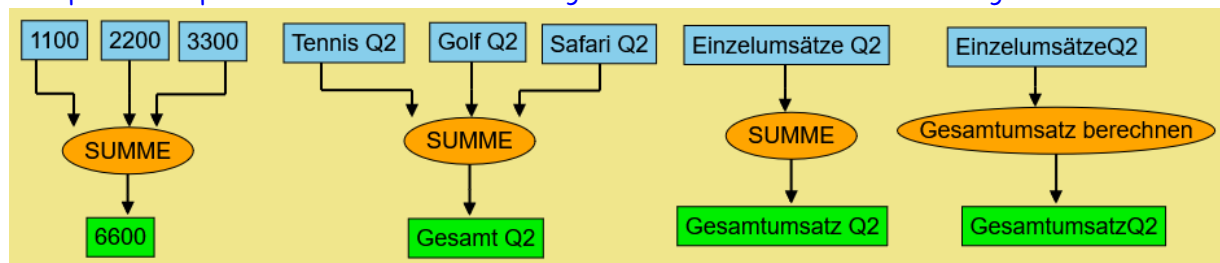 1100 2200 3300 Tennis Q2 Golf Q2 Safari Q2 Einzelumsätze Q2 EinzelumsätzeQ2
SUMME SUMME SUMME Gesamtumsatz berechnen
6600 Gesamt Q2 Gesamtumsatz Q2 GesamtumsatzQ2